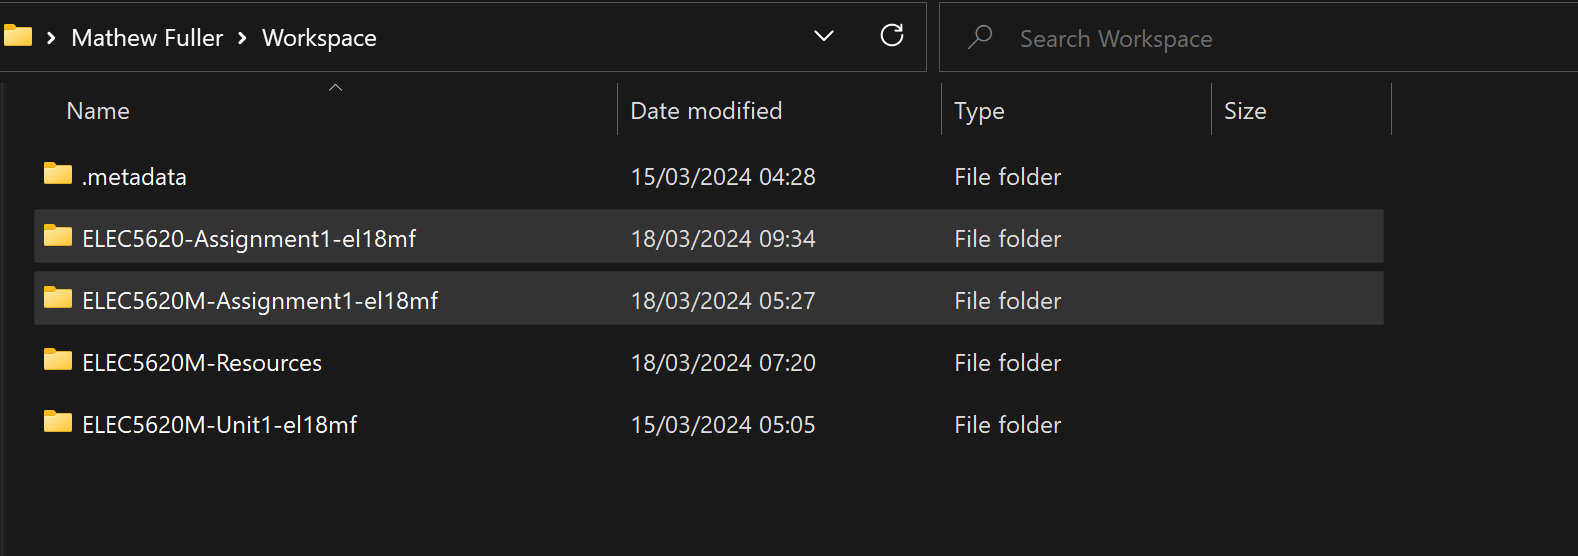 Mathew Fuller Workspace Search Workspace
Name Date modified Type Size
.metadata 15/03/2024 04:28 File folder
ELEC5620-Assignment1-el18mf 18/03/2024 09:34 File folder
ELEC5620M-Assignment1-el18mf 18/03/2024 05:27 File folder
ELEC5620M-Resources 18/03/2024 07:20 File folder
ELEC5620M-Unit1-el18mf 15/03/2024 05:05 File folder